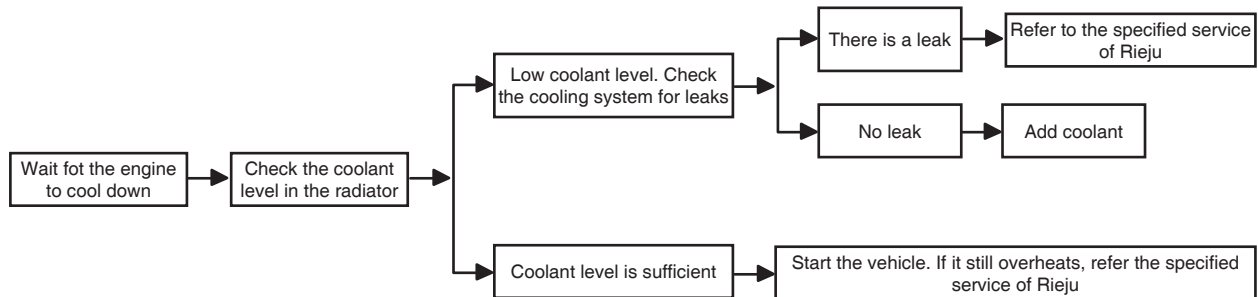 Wait fot the engine
to cool down
Check the coolant
level in the radiator
Low coolant level. Check
the cooling system for leaks
There is a leak
Refer to the specified service
of Rieju
No leak
Add coolant
Coolant level is sufficient
Start the vehicle. If it still overheats, refer the specified
service of Rieju